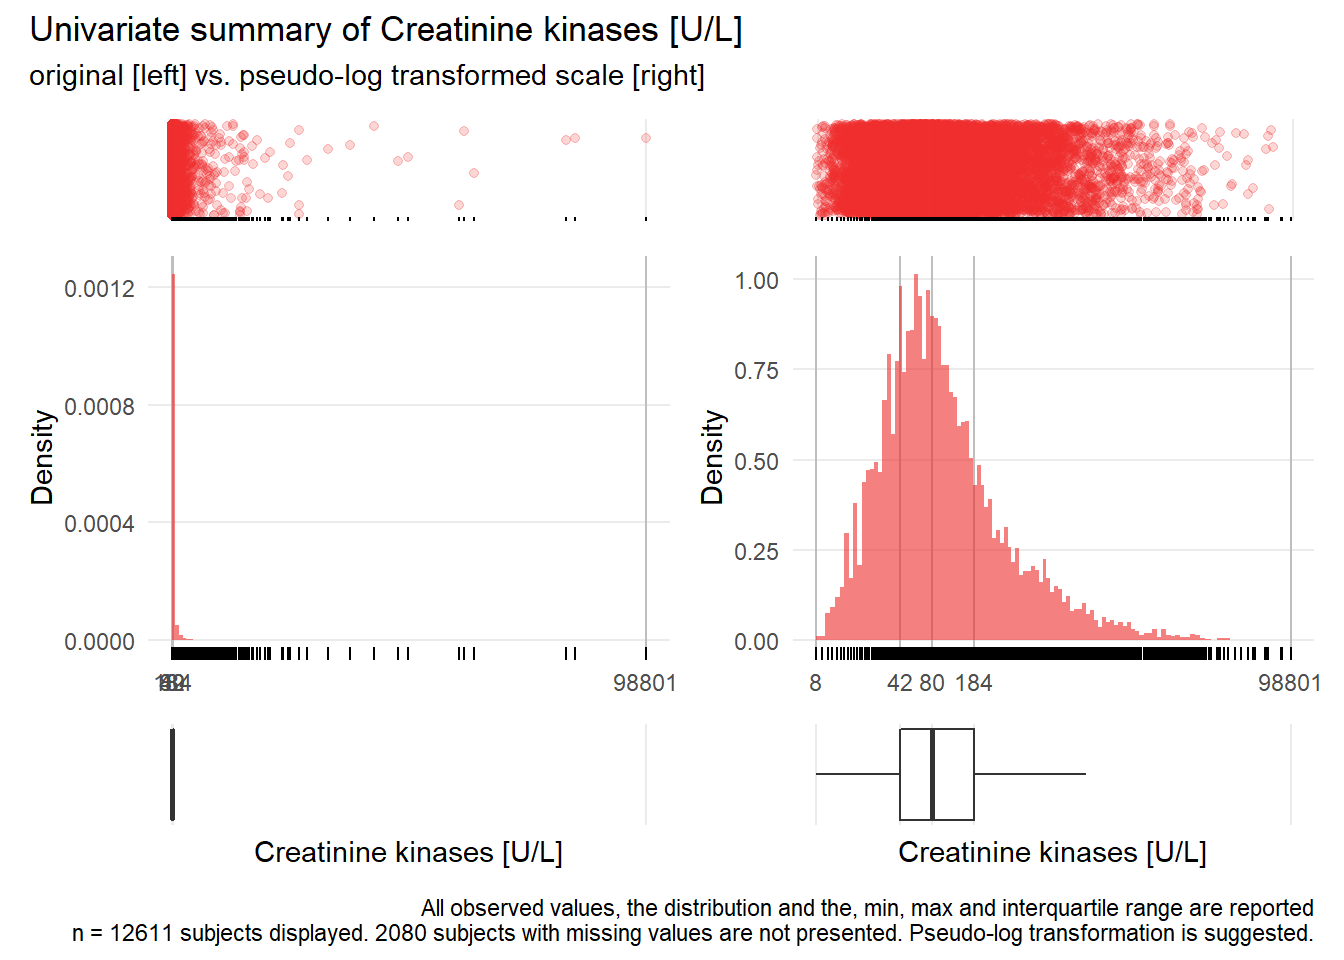 Univariate summary of Creatinine kinases [U/L]
original [left] vs. pseudo-log transformed scale [right]
Density
0.0012
0.0008
0.0004
0.0000
98801
Creatinine kinases [U/L]
Density
1.00
0.75
0.50
0.25
0.00
8 42 80 184 98801
Creatinine kinases [U/L]
All observed values, the distribution and the, min, max and interquartile range are reported
n = 12611 subjects displayed. 2080 subjects with missing values are not presented. Pseudo-log transformation is suggested.